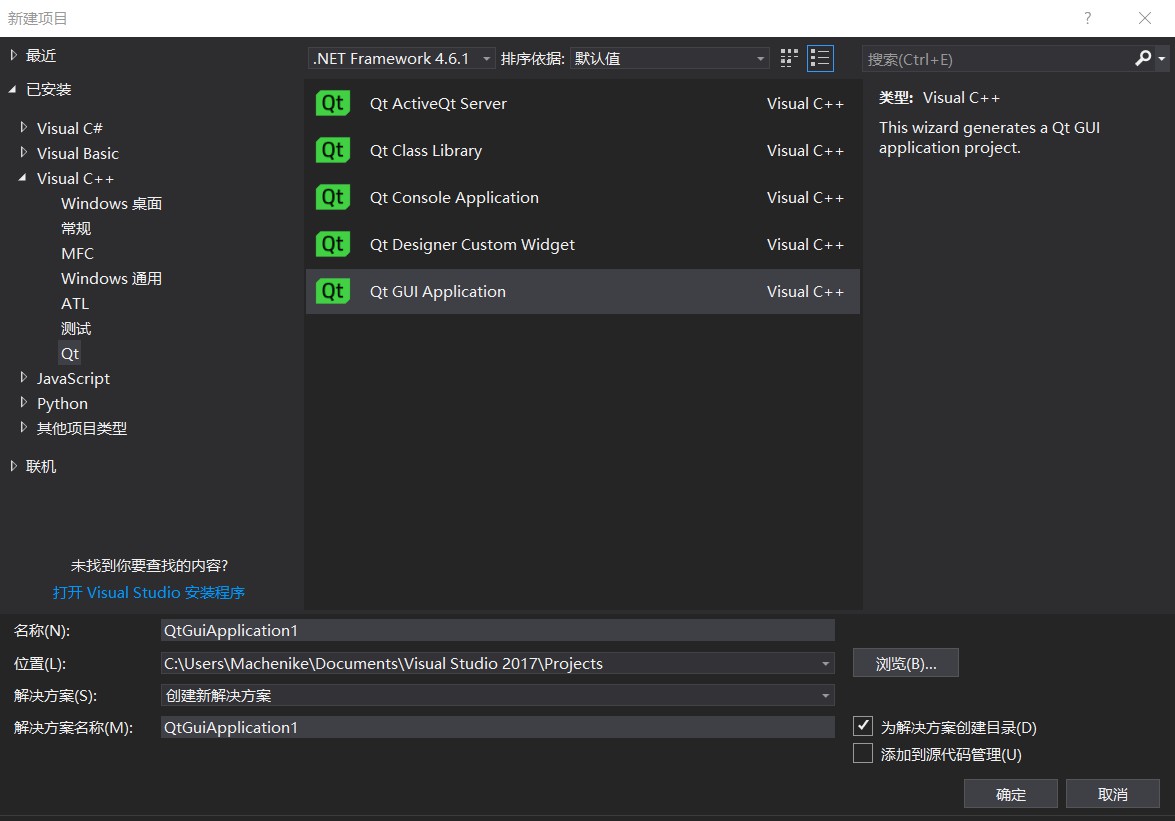 新建项目
?
最近
已安装
Visual C#
Visual Basic
Visual C++
Windows 桌面
常规
MFC
Windows 通用
ATL
测试
Qt
JavaScript
Python
其他项目类型
联机
未找到你要查找的内容?
打开 Visual Studio 安装程序
.NET Framework 4.6.1 排序依据: 默认值
Qt Qt ActiveQt Server Visual C++
Qt Qt Class Library Visual C++
Qt Qt Console Application Visual C++
Qt Qt Designer Custom Widget Visual C++
Qt Qt GUI Application Visual C++
搜索(Ctrl+E)
类型: Visual C++
This wizard generates a Qt GUI
application project.
名称(N): QtGuiApplication1
位置(L): C:\Users\Machenike\Documents\Visual Studio 2017\Projects 浏览(B)...
解决方案(S): 创建新解决方案
解决方案名称(M): QtGuiApplication1 为解决方案创建目录(D)
添加到源代码管理(U)
确定 取消